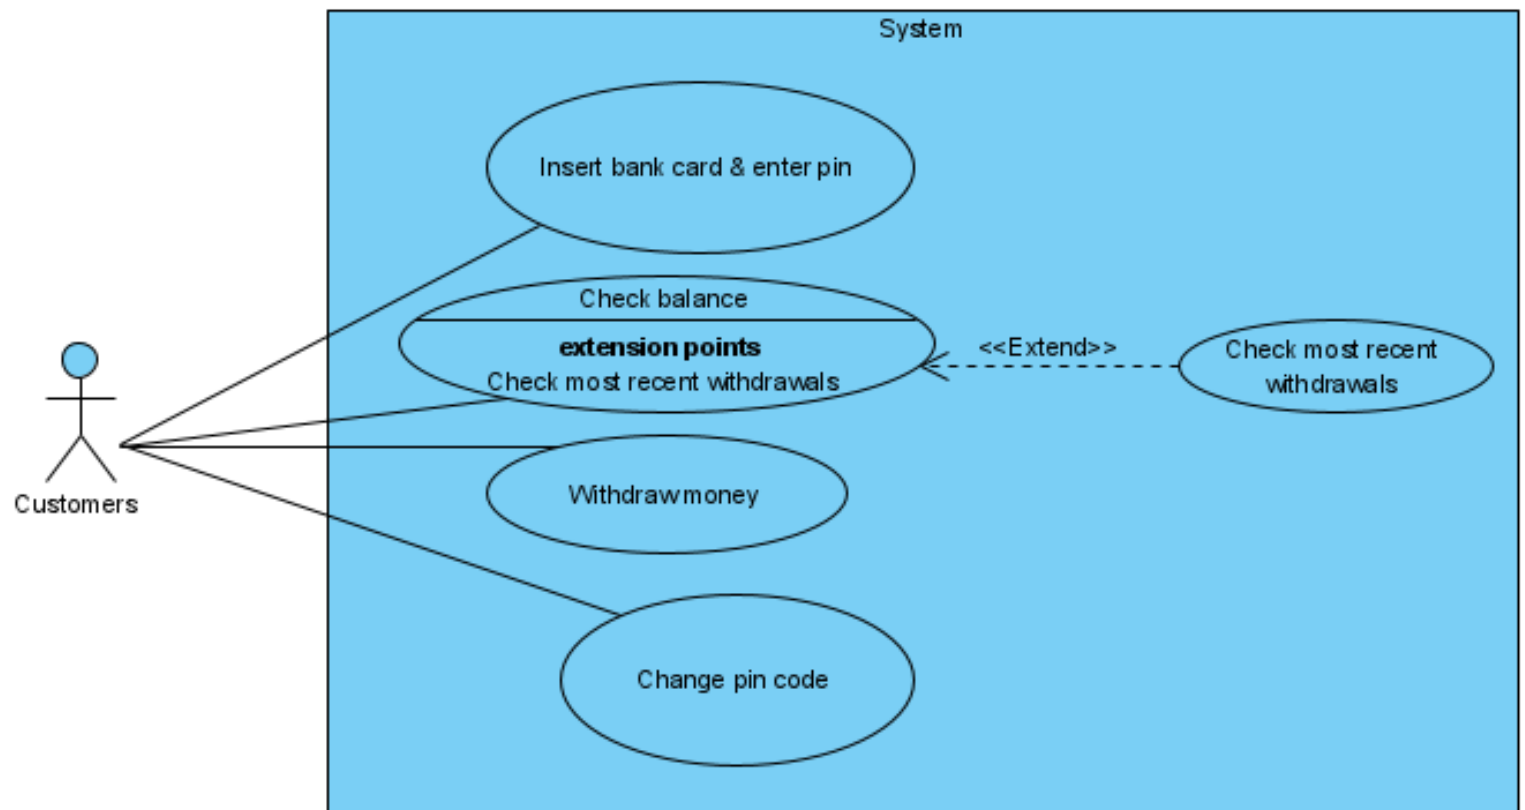 System
Insert bank card & enter pin
Check balance
extension points
Check most recent withdrawals
<<Extend>>
Check most recent
withdrawals
Withdraw money
Customers
Change pin code